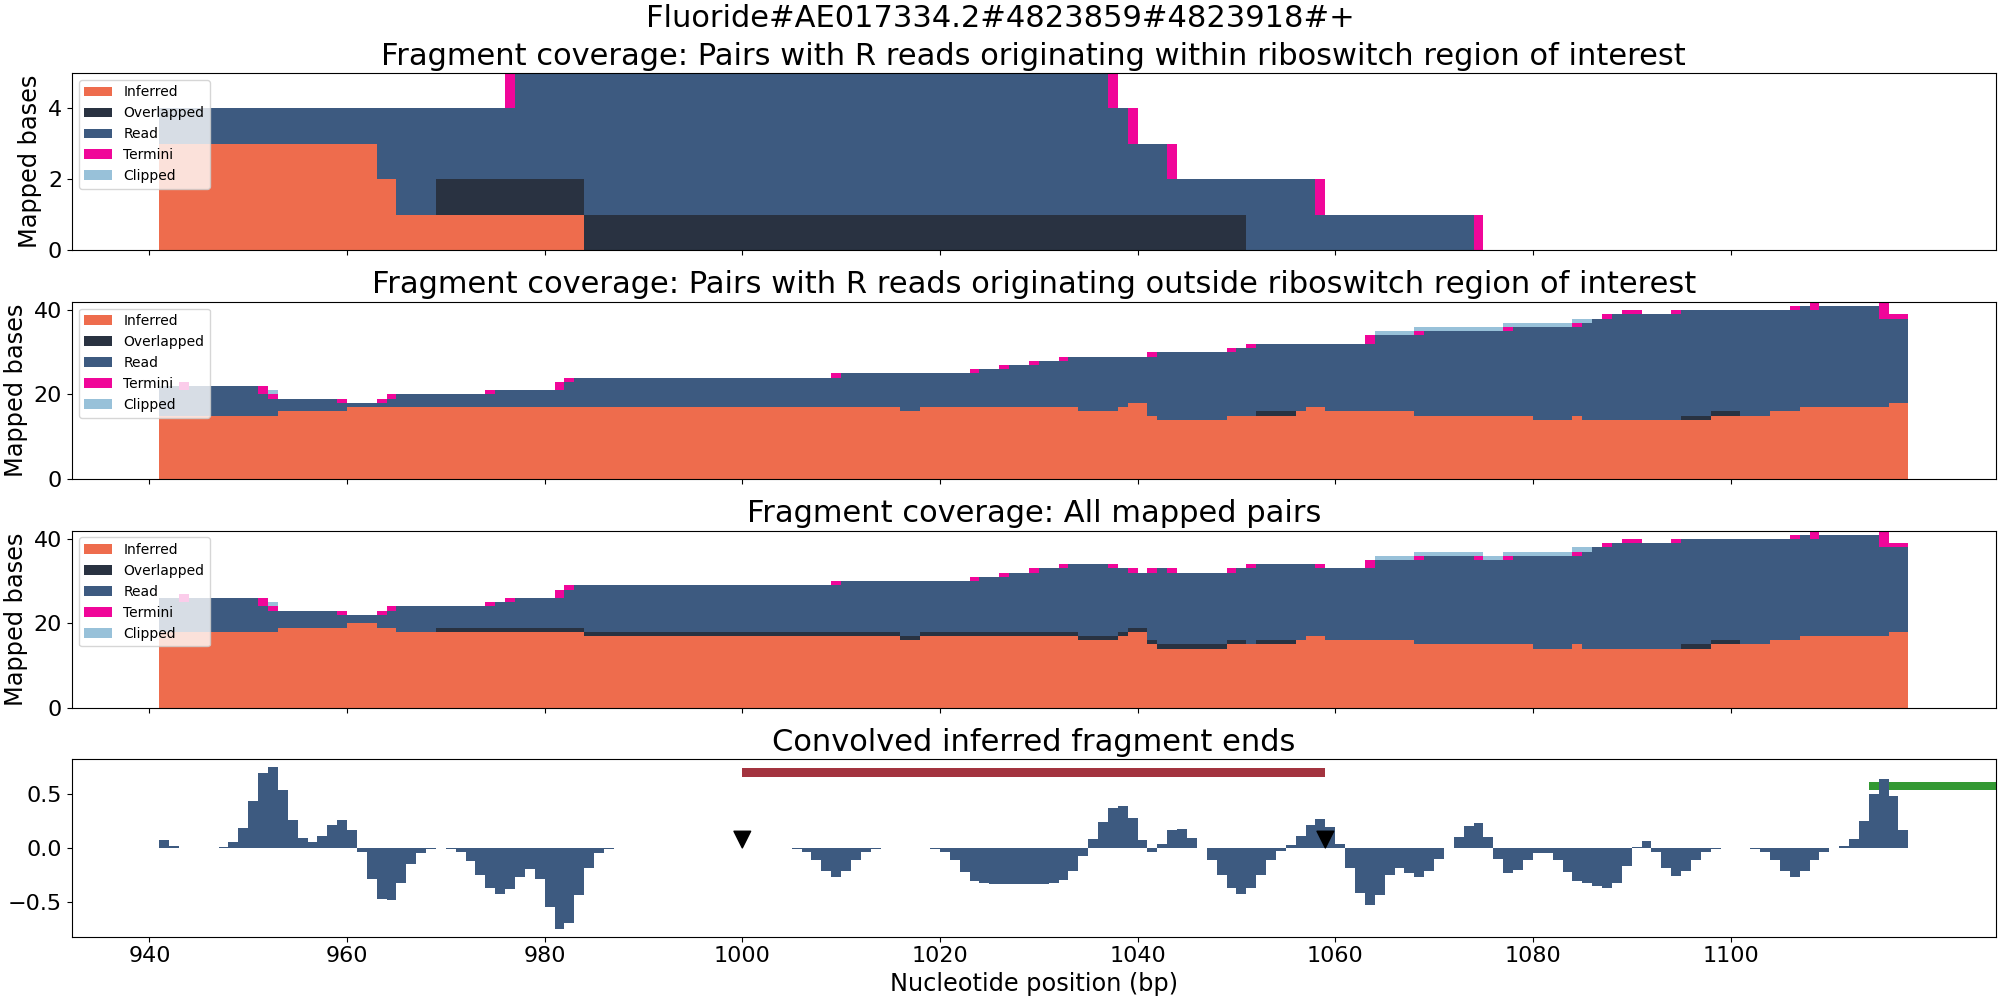 Fluoride#AE017334.2#4823859#4823918#+
Fragment coverage: Pairs with R reads originating within riboswitch region of interest
Mapped bases
4
2
0
Inferred
Overlapped
Read
Termini
Clipped
Fragment coverage: Pairs with R reads originating outside riboswitch region of interest
Mapped bases
40
20
0
Inferred
Overlapped
Read
Termini
Clipped
Fragment coverage: All mapped pairs
Mapped bases
40
20
0
Inferred
Overlapped
Read
Termini
Clipped
Convolved inferred fragment ends
0.5
0.0
−0.5
940 960 980 1000 1020 1040 1060 1080 1100
Nucleotide position (bp)